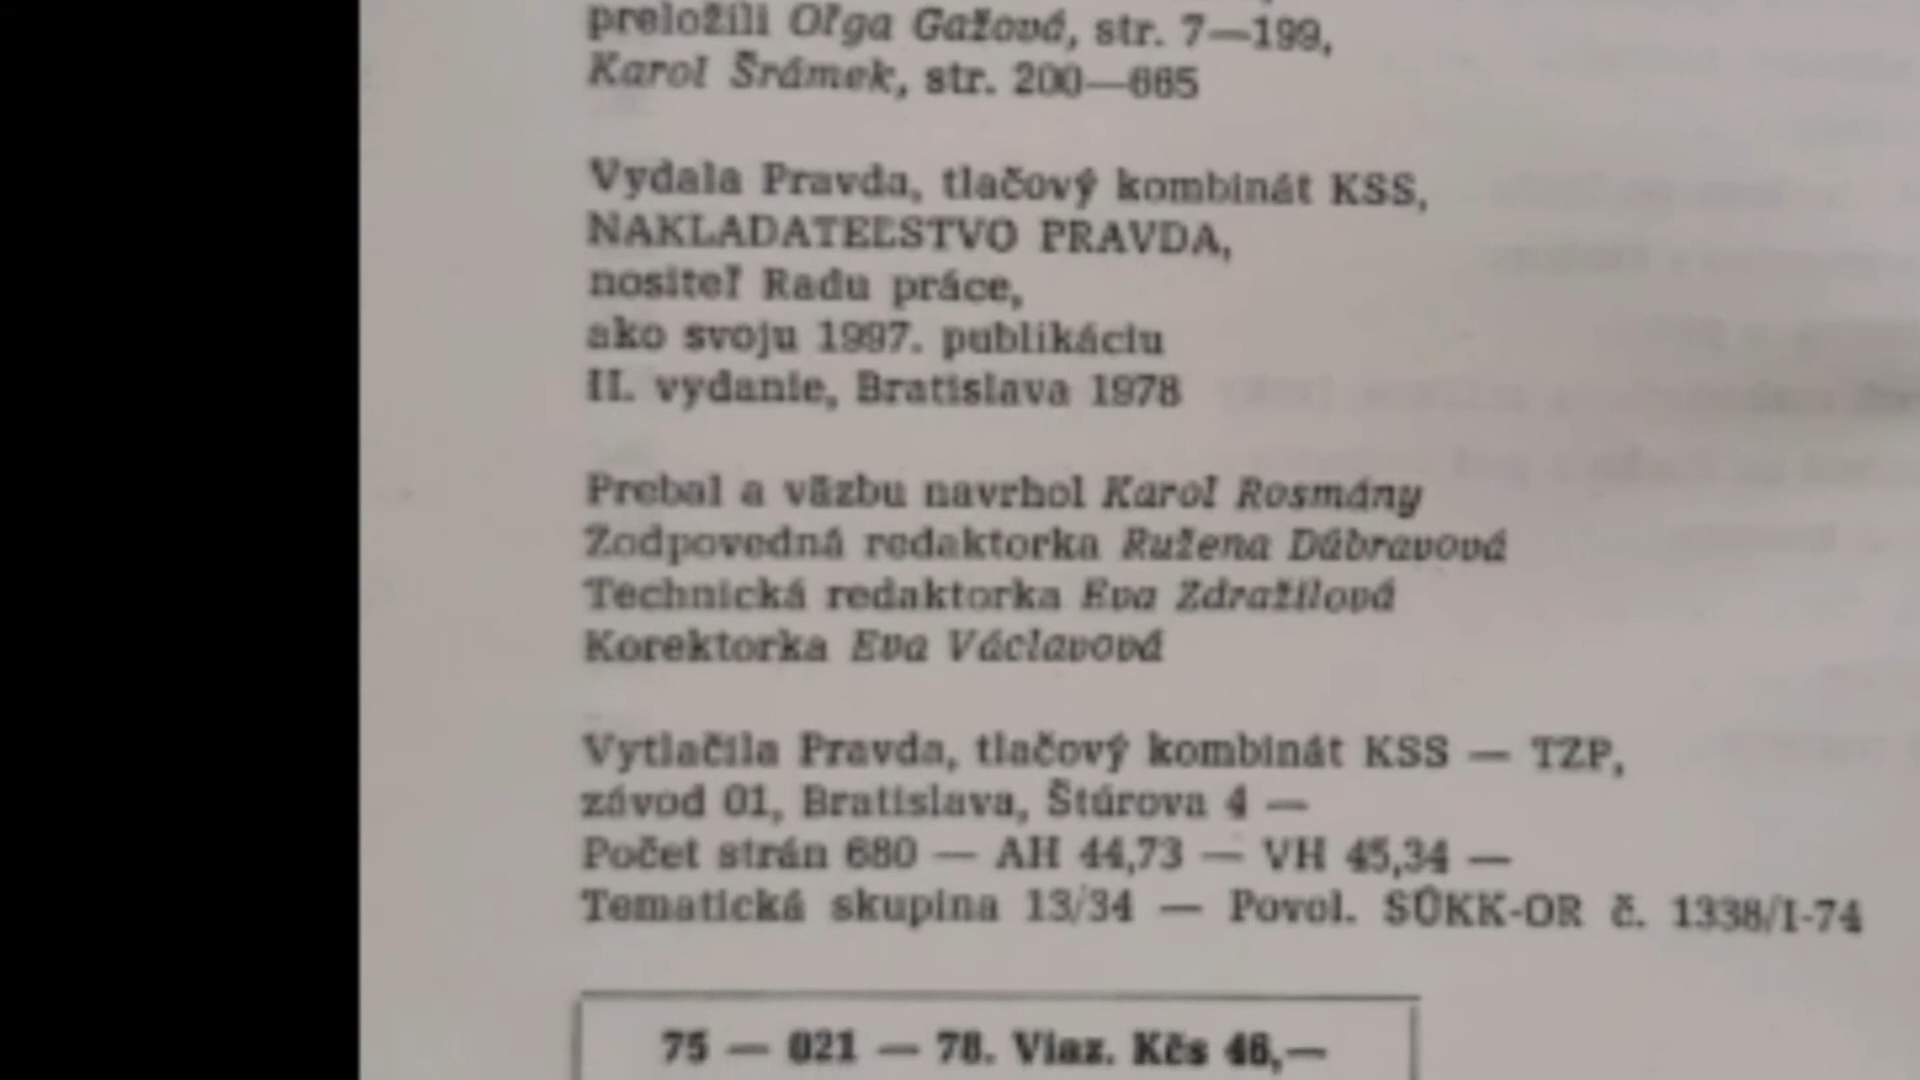 preložili Oľga Gažová, str. 7—199,
Karol Šrámek, str. 200—665
Vydala Pravda, tlačový kombinát KSS,
NAKLADATEĽSTVO PRAVDA,
nositeľ Radu práce,
ako svoju 1997. publikáciu
II. vydanie, Bratislava 1978
Prebal a väzbu navrhol Karol Rosmány
Zodpovedná redaktorka Ružena Dúbravová
Technická redaktorka Eva Zdražilová
Korektorka Eva Václavová
Vytlačila Pravda, tlačový kombinát KSS — TZP,
závod 01, Bratislava, Štúrova 4 —
Počet strán 680 — AH 44,73 — VH 45,34 —
Tematická skupina 13/34 — Povol. SÚKK-OR č. 1338/I-74
75 — 021 — 78. Viaz. Kčs 46,—